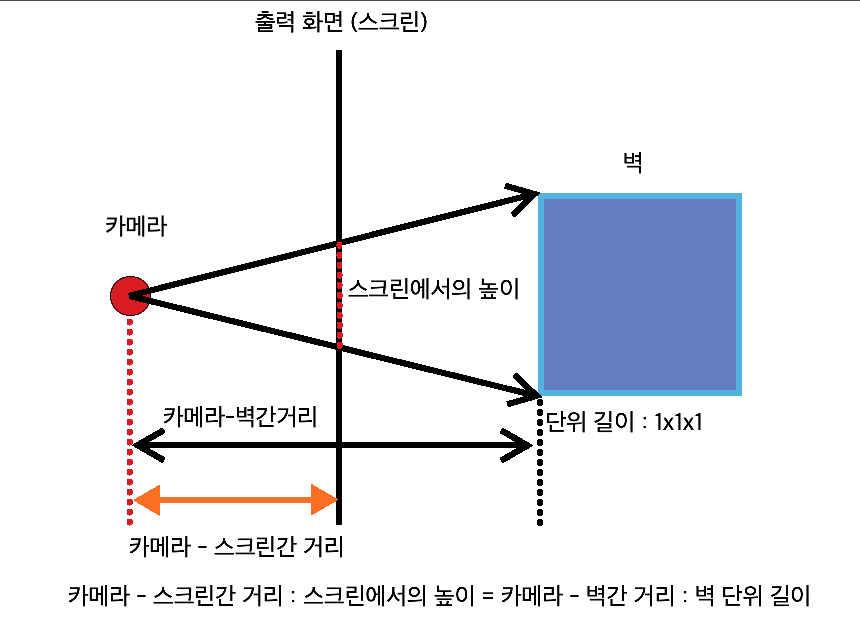 출력 화면 (스크린)
벽
카메라
스크린에서의 높이
카메라-벽간거리
단위 길이 : 1x1x1
카메라 - 스크린간 거리
카메라 - 스크린간 거리 : 스크린에서의 높이 = 카메라 - 벽간 거리 : 벽 단위 길이